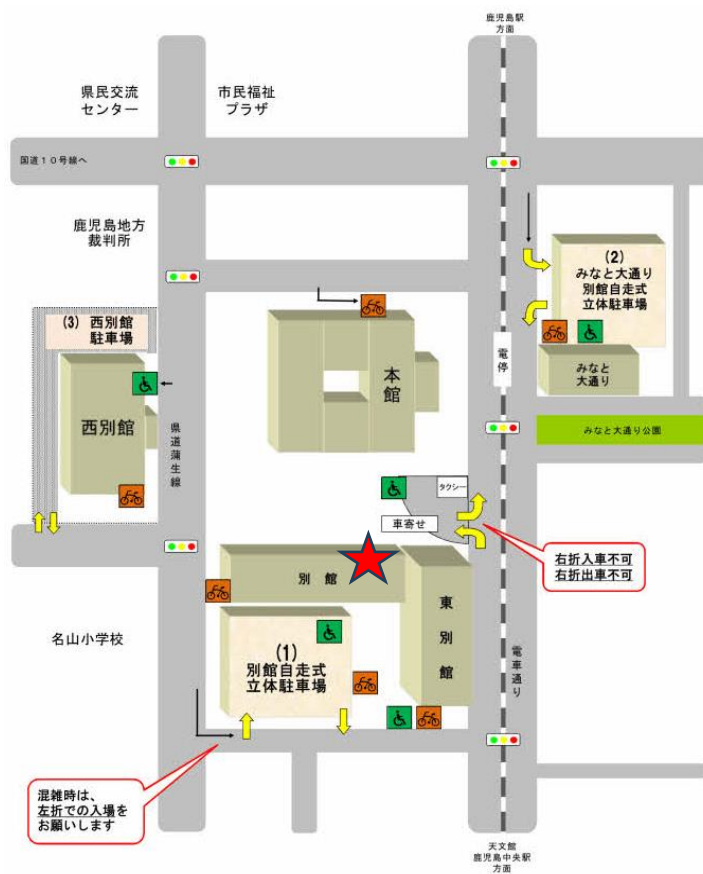 鹿児島駅
方面
県民交流
センター
市民福祉
プラザ
国道10号線へ
鹿児島地方
裁判所
(2)
みなと大通り
別館自走式
立体駐車場
(3) 西別館
駐車場
みなと
大通り
電停
本館
西別館
県道蒲生線
みなと大通り公園
タクシー
車寄せ
右折入車不可
右折出車不可
別館
東別館
名山小学校
(1)
別館自走式
立体駐車場
電車通り
混雑時は、
左折での入場を
お願いします
天文館
鹿児島中央駅
方面